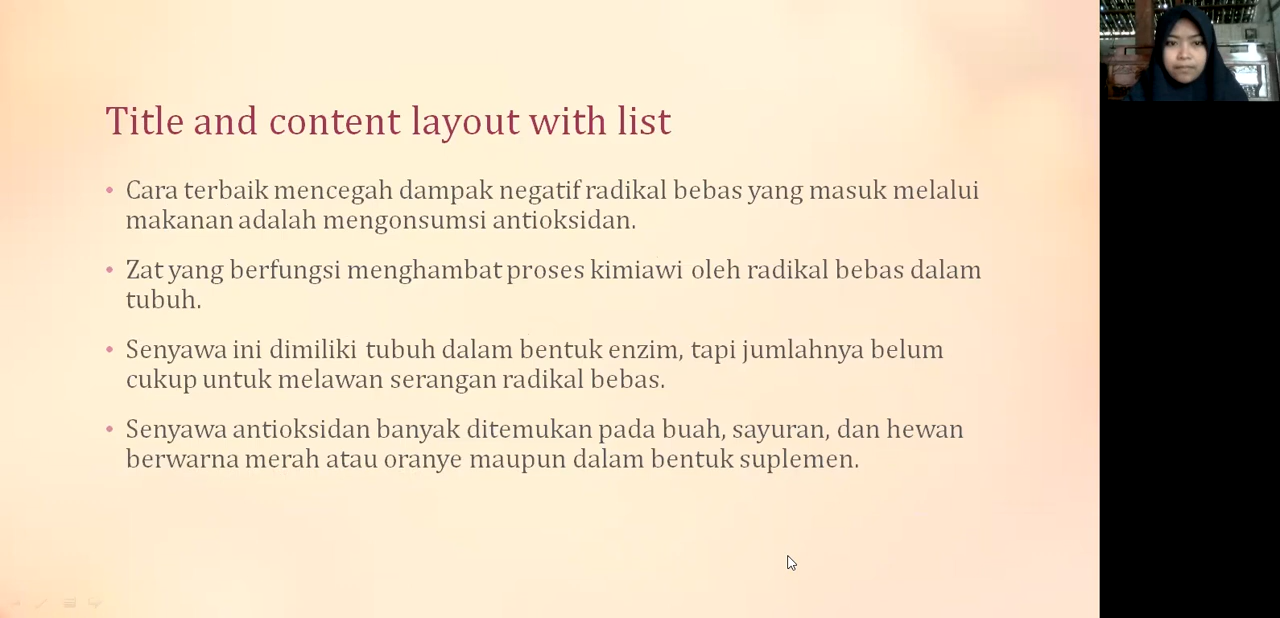 Title and content layout with list
• Cara terbaik mencegah dampak negatif radikal bebas yang masuk melalui
makanan adalah mengonsumsi antioksidan.
• Zat yang berfungsi menghambat proses kimiawi oleh radikal bebas dalam
tubuh.
• Senyawa ini dimiliki tubuh dalam bentuk enzim, tapi jumlahnya belum
cukup untuk melawan serangan radikal bebas.
• Senyawa antioksidan banyak ditemukan pada buah, sayuran, dan hewan
berwarna merah atau oranye maupun dalam bentuk suplemen.